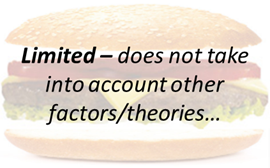 Limited – does not take
into account other
factors/theories...